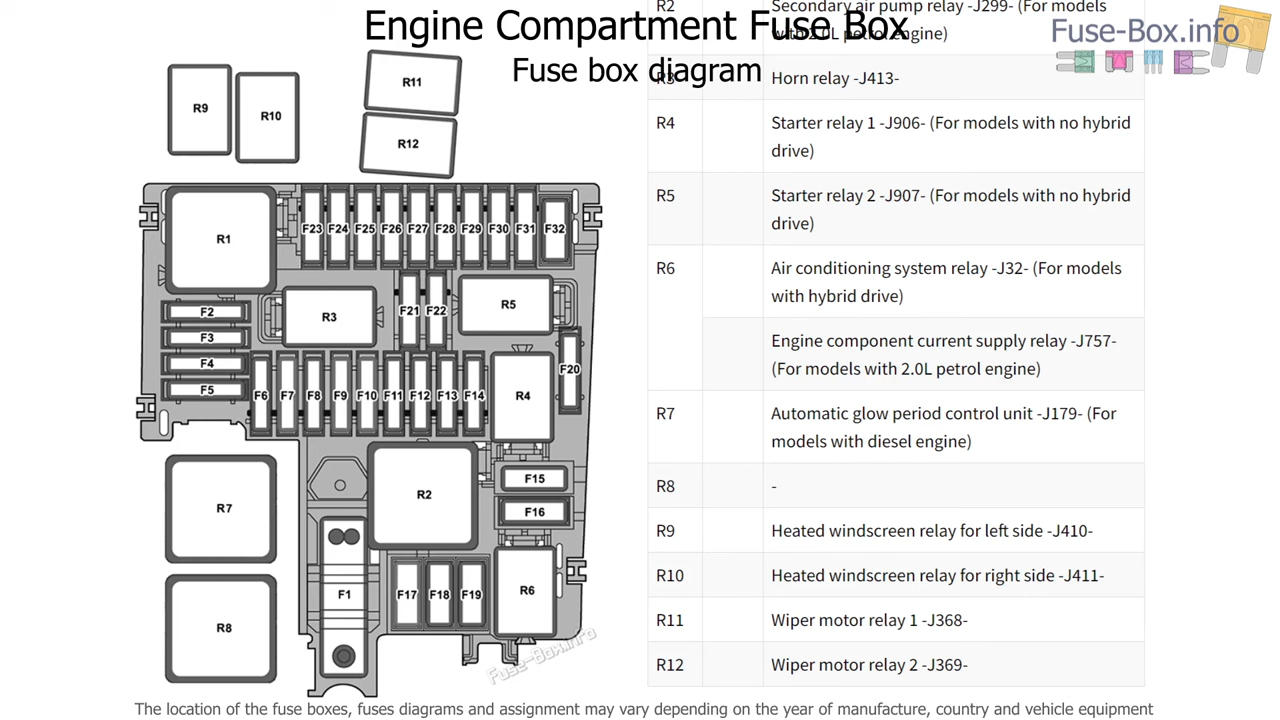 Engine Compartment Fuse Box
Fuse box diagram
Fuse-Box.info
R9
R10
R11
R12
R1
F23 F24 F25 F26 F27 F28 F29 F30 F31 F32
F2
F3
F4
F5
R3
F21 F22
R5
F20
F6 F7 F8 F9 F10 F11 F12 F13 F14
R4
R7
R2
F15
F16
R8
F1
F17 F18 F19
R6
Fuse-Box.info
R2 Secondary air pump relay -J299- (For models
with 2.0L petrol engine)
R3 Horn relay -J413-
R4 Starter relay 1 -J906- (For models with no hybrid
drive)
R5 Starter relay 2 -J907- (For models with no hybrid
drive)
R6 Air conditioning system relay -J32- (For models
with hybrid drive)
Engine component current supply relay -J757-
(For models with 2.0L petrol engine)
R7 Automatic glow period control unit -J179- (For
models with diesel engine)
R8 -
R9 Heated windscreen relay for left side -J410-
R10 Heated windscreen relay for right side -J411-
R11 Wiper motor relay 1 -J368-
R12 Wiper motor relay 2 -J369-
The location of the fuse boxes, fuses diagrams and assignment may vary depending on the year of manufacture, country and vehicle equipment